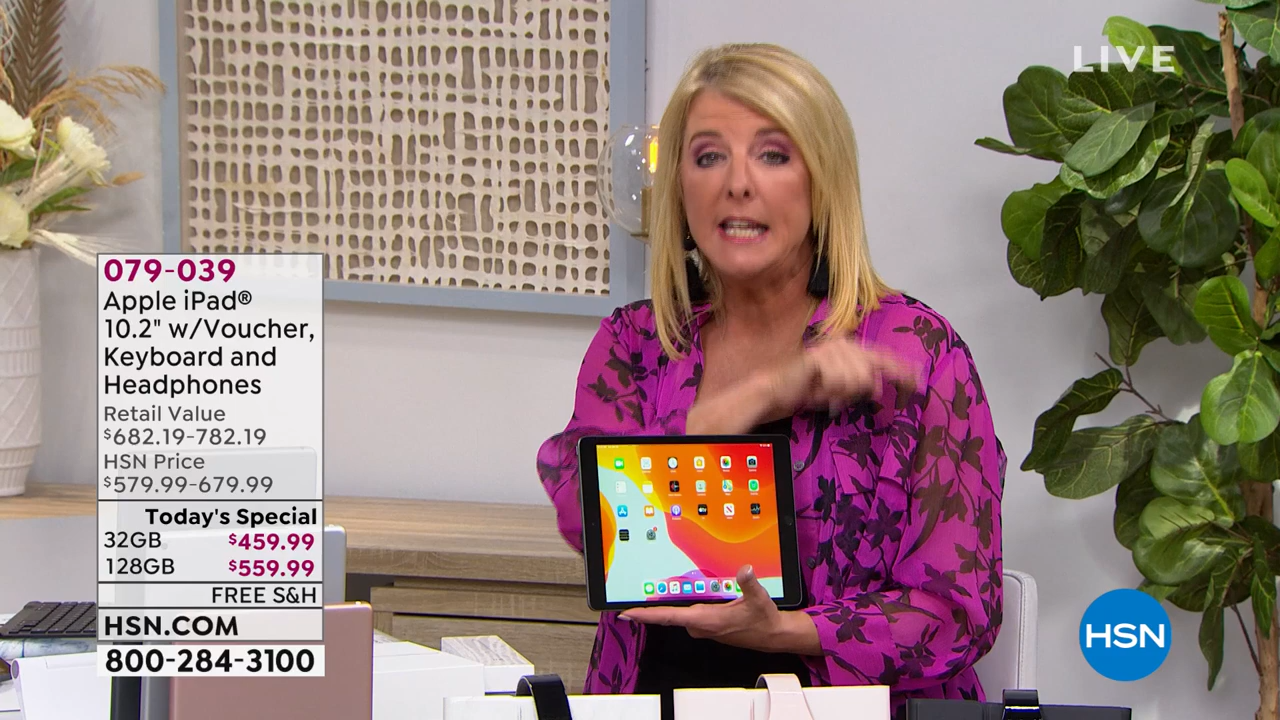 LIVE
079-039
Apple iPad®
10.2" w/Voucher,
Keyboard and
Headphones
Retail Value
$682.19-782.19
HSN Price
$579.99-679.99
Today's Special
32GB $459.99
128GB $559.99
FREE S&H
HSN.COM
800-284-3100
HSN